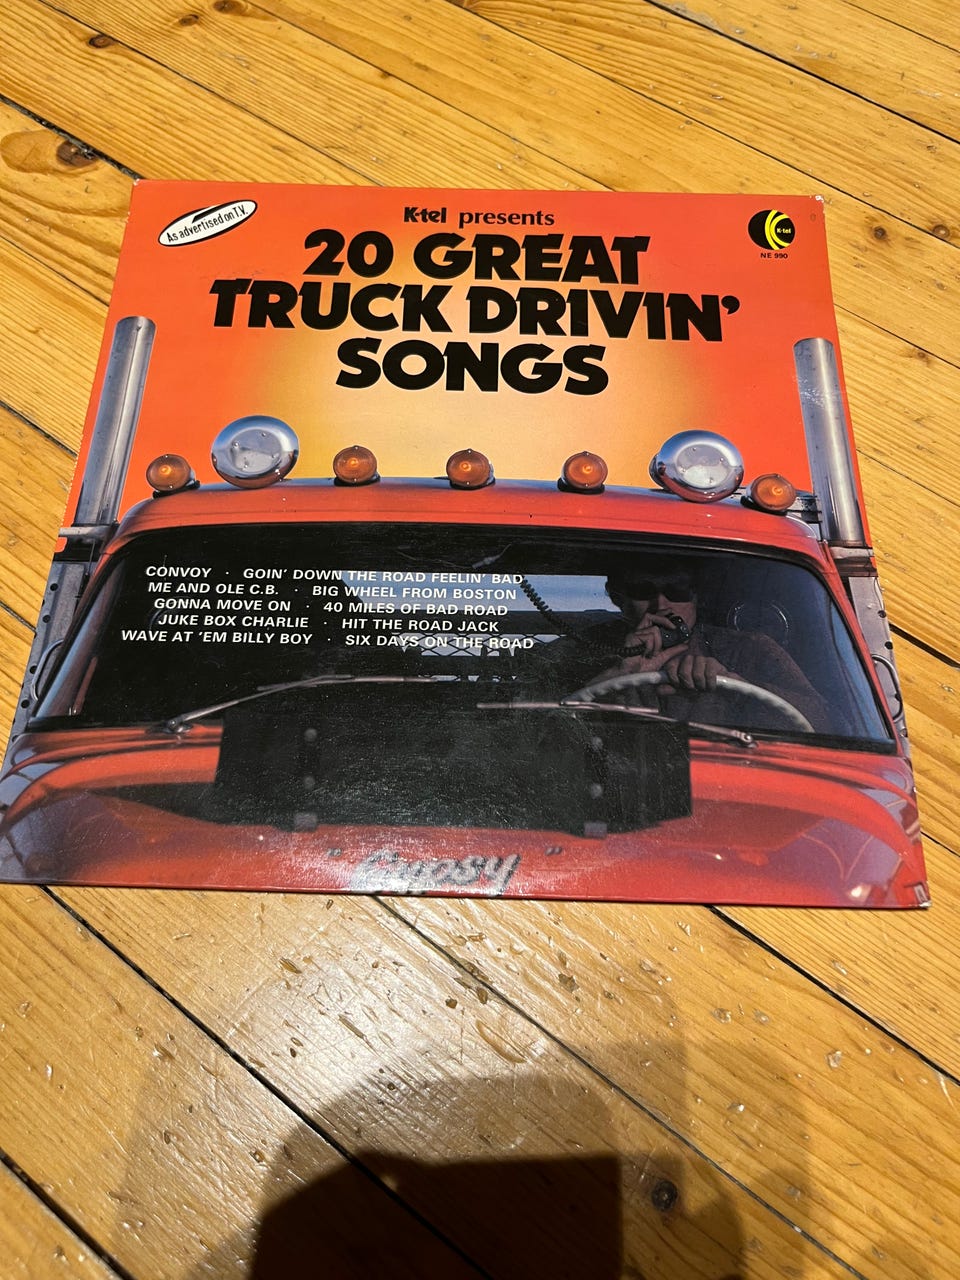 As advertised on T.V.
K-tel presents
K-tel
NE 990
20 GREAT
TRUCK DRIVIN'
SONGS
CONVOY · GOIN' DOWN THE ROAD FEELIN' BAD
ME AND OLE C.B. · BIG WHEEL FROM BOSTON
GONNA MOVE ON · 40 MILES OF BAD ROAD
JUKE BOX CHARLIE · HIT THE ROAD JACK
WAVE AT 'EM BILLY BOY · SIX DAYS ON THE ROAD
"Gypsy"